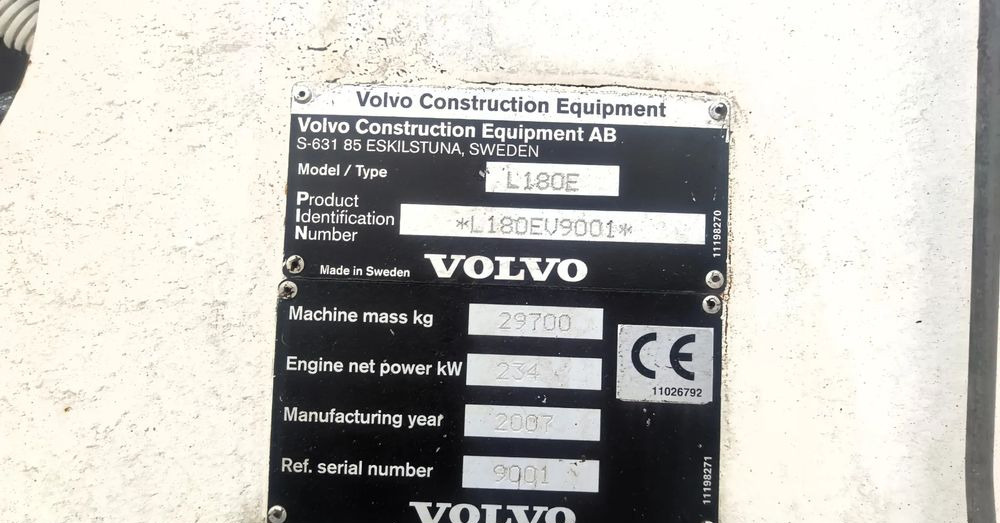 Volvo Construction Equipment
Volvo Construction Equipment AB
S-631 85 ESKILSTUNA, SWEDEN
Model / Type L180E
Product
Identification
Number
*L180EV9001*
11198270
Made in Sweden VOLVO
Machine mass kg 29700
Engine net power kW 234
CE
11026792
Manufacturing year 2007
Ref. serial number 9001
11198271
VOLVO